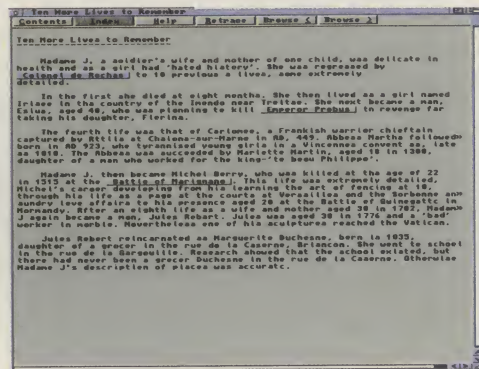 Ten More Lives to Remember
Contents Index Help Retrace Browse < Browse >
Ten More Lives to Remember
Madame J, a soldier's wife and mother of one child, was delicate in
health and as a girl had 'hated history'. She was regressed by
Colonel de Rochas to 10 previous lives, some extremely
detailed.
In the first she died at eight months. She then lived as a girl named
Irisee in the country of the Imondo near Treitae. She next became a man,
Esius, aged 40, who was planning to kill Emperor Probus in revenge for
taking his daughter, Florina.
The fourth life was that of Carlomee, a Frankish warrior chieftain
captured by Attila at Chalons-sur-Marne in AD, 449. Abbess Martha followed
born in AD 923, who tyrannised young girls in a Vincennes convent as, late
as 1010. The Abbess was succeeded by Mariette Martin, aged 18 in 1300,
daughter of a man who worked for the king-'le beau Philippe'.
Madame J. then became Michel Berry, who was killed at the age of 22
in 1515 at the Battle of Marignano. This life was extremely detailed,
Michel's career developing from his learning the art of fencing at 10,
through his life as a page at the courts at Versailles and the Sorbonne and
sundry love affairs to his presence aged 20 at the Battle of Guinegatte in
Normandy. After an eighth life as a wife and mother aged 30 in 1702, Madame
J again became a man, Jules Robert. Jules was aged 30 in 1776 and a 'bad'
worker in marble. Nevertheless one of his sculptures reached the Vatican.
Jules Robert reincarnated as Marguerite Duchesne, born in 1835,
daughter of a grocer in the rue de la Caserne, Briancon. She went to school
in the rue de la Gargouille. Research showed that the school existed, but
there had never been a grocer Duchesne in the rue de la Caserne. Otherwise
Madame J's description of places was accurate.